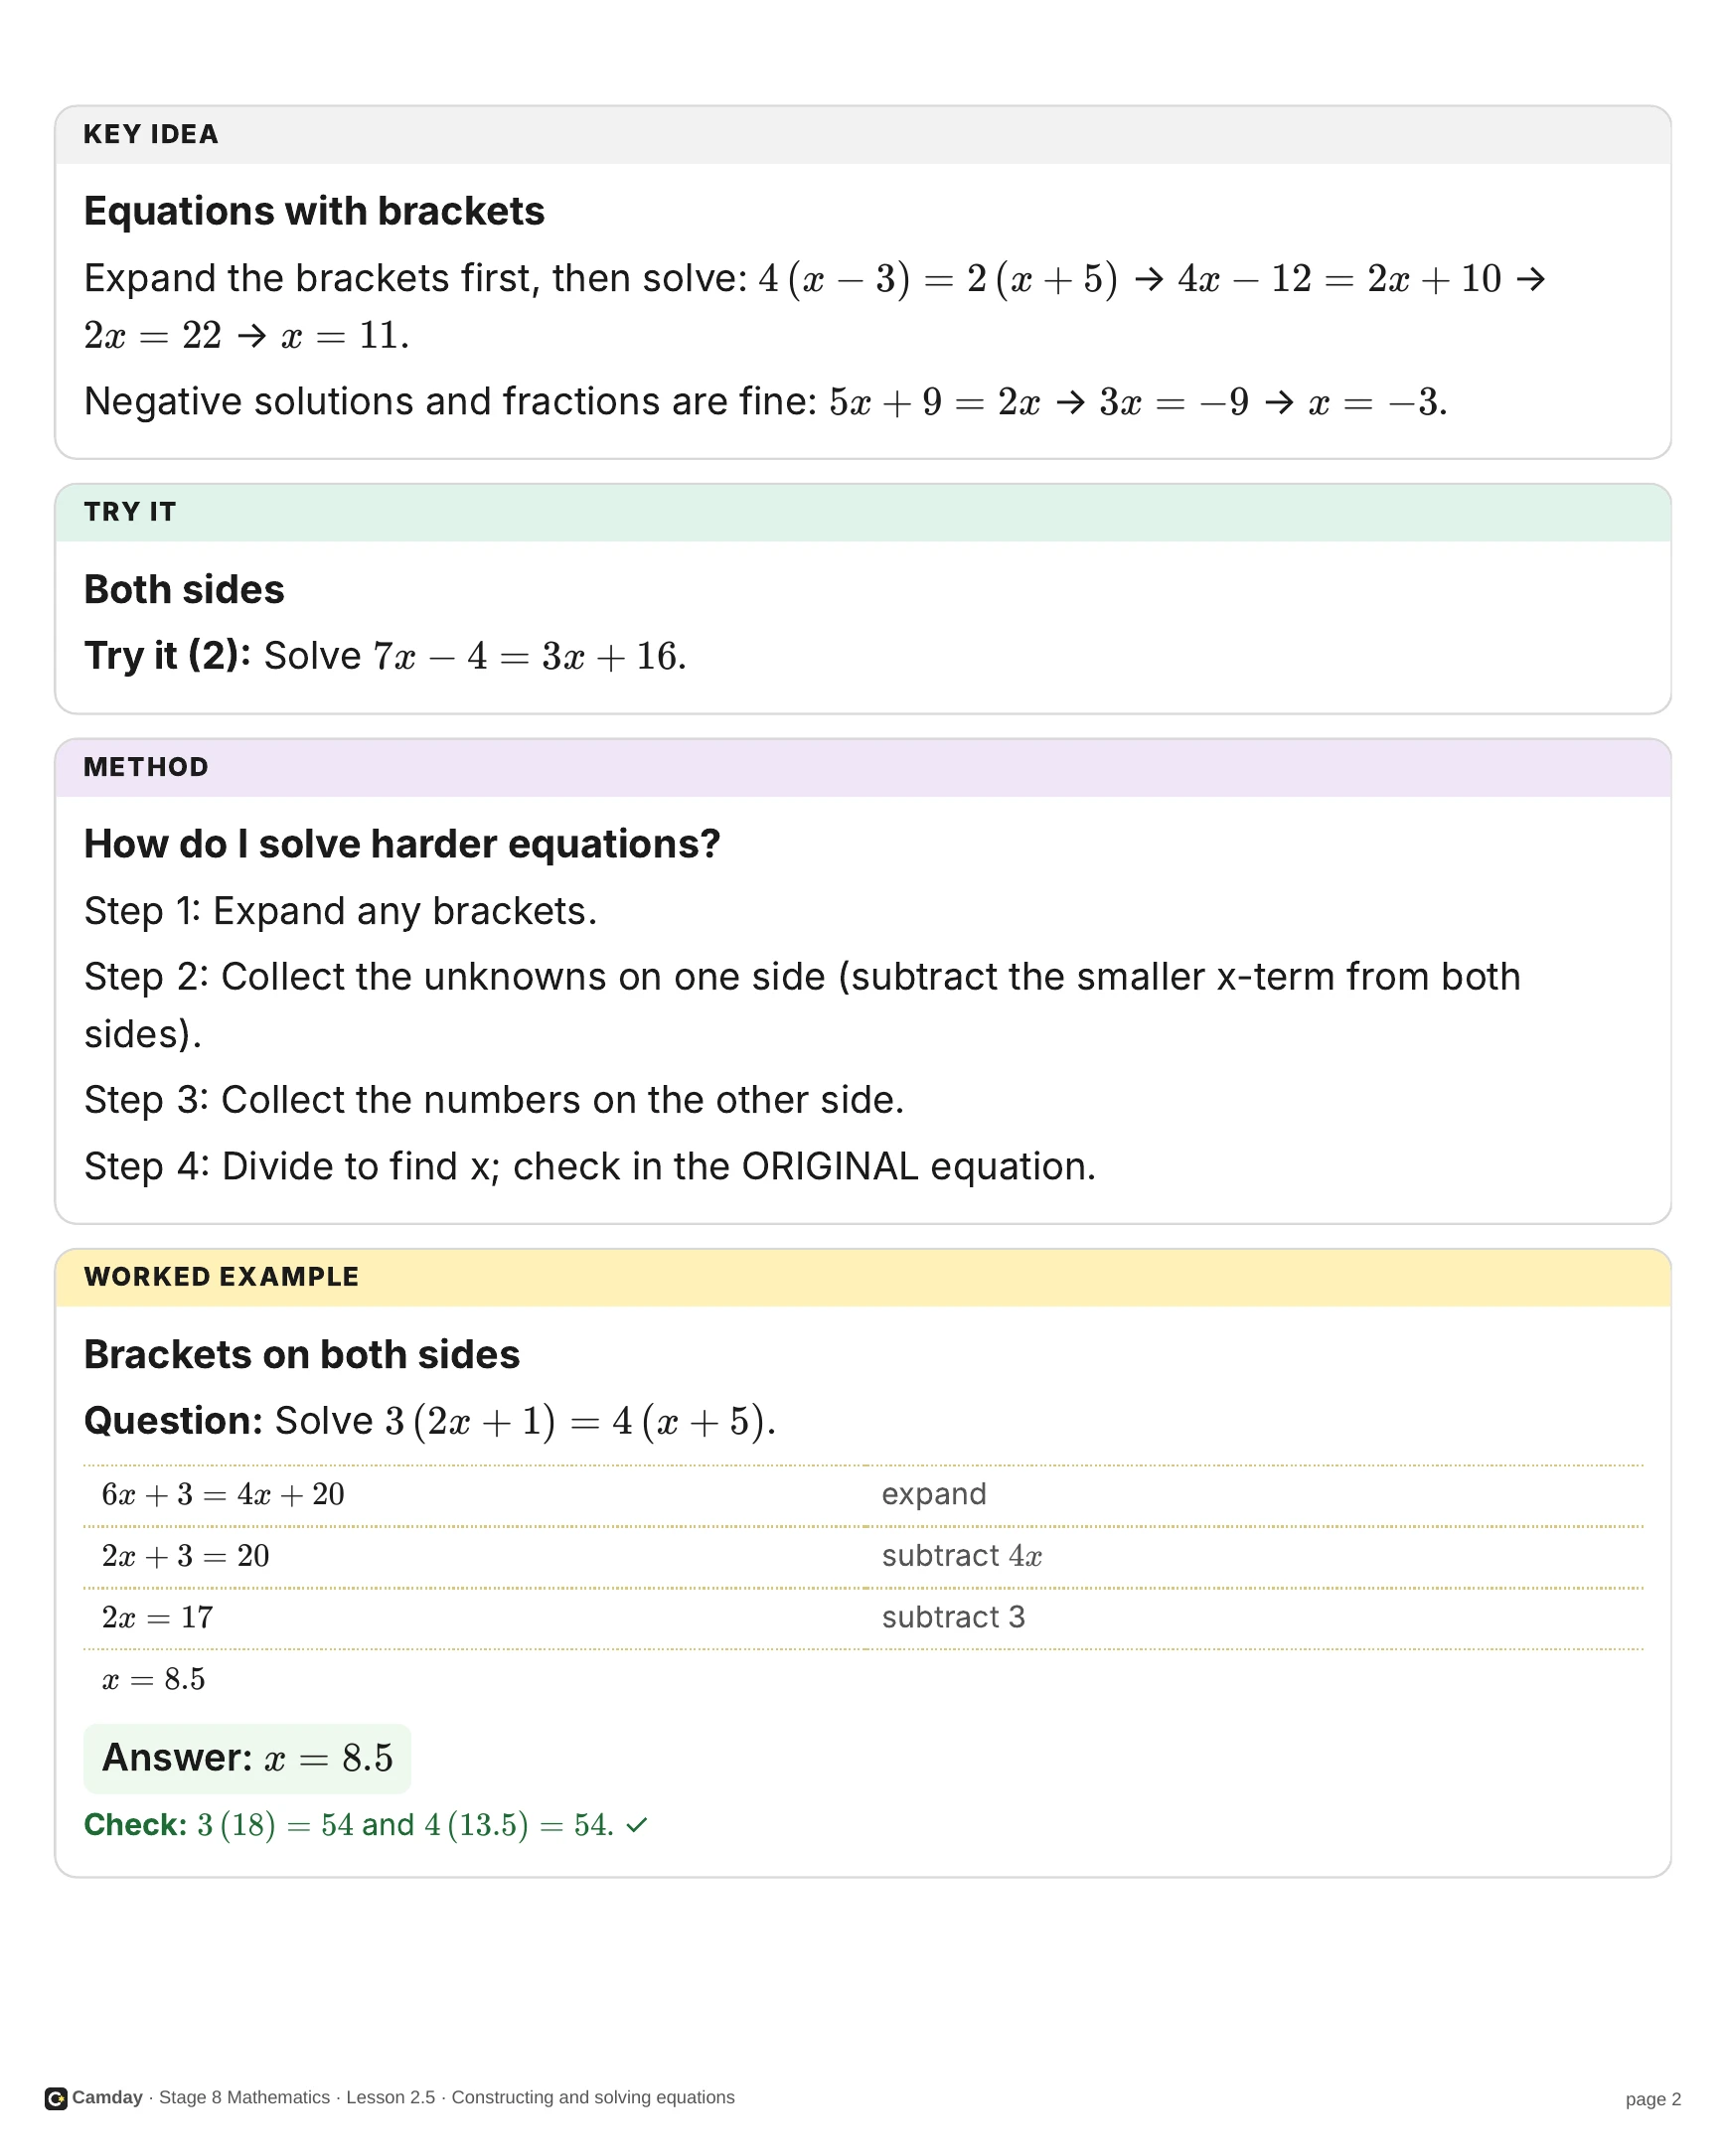 KEY IDEA
Equations with brackets
Expand the brackets first, then solve: 4 (x − 3) = 2 (x + 5) → 4x − 12 = 2x + 10 →
2x = 22 → x = 11.
Negative solutions and fractions are fine: 5x + 9 = 2x → 3x = −9 → x = −3.
TRY IT
Both sides
Try it (2): Solve 7x − 4 = 3x + 16.
METHOD
How do I solve harder equations?
Step 1: Expand any brackets.
Step 2: Collect the unknowns on one side (subtract the smaller x-term from both
sides).
Step 3: Collect the numbers on the other side.
Step 4: Divide to find x; check in the ORIGINAL equation.
WORKED EXAMPLE
Brackets on both sides
Question: Solve 3 (2x + 1) = 4 (x + 5).
6x + 3 = 4x + 20 expand
2x + 3 = 20 subtract 4x
2x = 17 subtract 3
x = 8.5
Answer: x = 8.5
Check: 3 (18) = 54 and 4 (13.5) = 54. ✓
Camday · Stage 8 Mathematics · Lesson 2.5 · Constructing and solving equations page 2